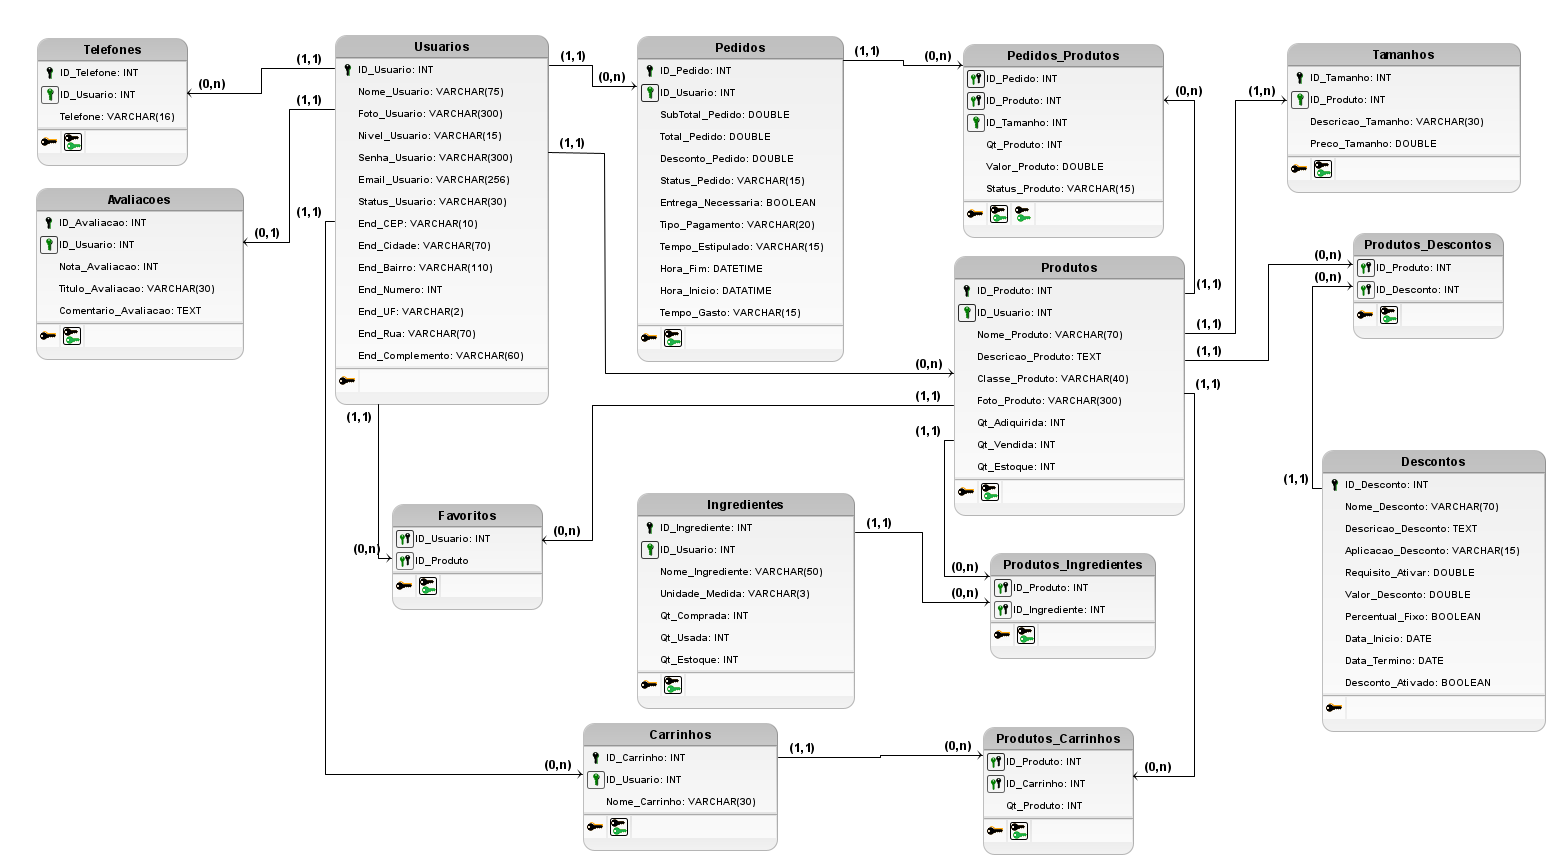 Telefones
ID_Telefone: INT
ID_Usuario: INT
Telefone: VARCHAR(16)
(1,1)
(0,n)
Avaliacoes
ID_Avaliacao: INT
ID_Usuario: INT
Nota_Avaliacao: INT
Titulo_Avaliacao: VARCHAR(30)
Comentario_Avaliacao: TEXT
(1,1)
(0,1)
(1,1)
Usuarios
ID_Usuario: INT
Nome_Usuario: VARCHAR(75)
Foto_Usuario: VARCHAR(300)
Nivel_Usuario: VARCHAR(15)
Senha_Usuario: VARCHAR(300)
Email_Usuario: VARCHAR(256)
Status_Usuario: VARCHAR(30)
End_CEP: VARCHAR(10)
End_Cidade: VARCHAR(70)
End_Bairro: VARCHAR(110)
End_Numero: INT
End_UF: VARCHAR(2)
End_Rua: VARCHAR(70)
End_Complemento: VARCHAR(60)
(1,1)
(0,n)
(1,1)
(1,1)
Pedidos
ID_Pedido: INT
ID_Usuario: INT
SubTotal_Pedido: DOUBLE
Total_Pedido: DOUBLE
Desconto_Pedido: DOUBLE
Status_Pedido: VARCHAR(15)
Entrega_Necessaria: BOOLEAN
Tipo_Pagamento: VARCHAR(20)
Tempo_Estipulado: VARCHAR(15)
Hora_Fim: DATETIME
Hora_Inicio: DATATIME
Tempo_Gasto: VARCHAR(15)
(1,1)
(0,n)
Pedidos_Produtos
ID_Pedido: INT
ID_Produto: INT
ID_Tamanho: INT
Qt_Produto: INT
Valor_Produto: DOUBLE
Status_Produto: VARCHAR(15)
(0,n)
(1,n)
Tamanhos
ID_Tamanho: INT
ID_Produto: INT
Descricao_Tamanho: VARCHAR(30)
Preco_Tamanho: DOUBLE
Produtos_Descontos
ID_Produto: INT
ID_Desconto: INT
(0,n)
(0,n)
Produtos
ID_Produto: INT
ID_Usuario: INT
Nome_Produto: VARCHAR(70)
Descricao_Produto: TEXT
Classe_Produto: VARCHAR(40)
Foto_Produto: VARCHAR(300)
Qt_Adiquirida: INT
Qt_Vendida: INT
Qt_Estoque: INT
(1,1)
(1,1)
(1,1)
(1,1)
(0,n)
(1,1)
(1,1)
Descontos
ID_Desconto: INT
Nome_Desconto: VARCHAR(70)
Descricao_Desconto: TEXT
Aplicacao_Desconto: VARCHAR(15)
Requisito_Ativar: DOUBLE
Valor_Desconto: DOUBLE
Percentual_Fixo: BOOLEAN
Data_Inicio: DATE
Data_Termino: DATE
Desconto_Ativado: BOOLEAN
(1,1)
Favoritos
ID_Usuario: INT
ID_Produto
(0,n)
(0,n)
Ingredientes
ID_Ingrediente: INT
ID_Usuario: INT
Nome_Ingrediente: VARCHAR(50)
Unidade_Medida: VARCHAR(3)
Qt_Comprada: INT
Qt_Usada: INT
Qt_Estoque: INT
(1,1)
Produtos_Ingredientes
ID_Produto: INT
ID_Ingrediente: INT
(0,n)
(0,n)
Carrinhos
ID_Carrinho: INT
ID_Usuario: INT
Nome_Carrinho: VARCHAR(30)
(0,n)
(1,1)
(0,n)
Produtos_Carrinhos
ID_Produto: INT
ID_Carrinho: INT
Qt_Produto: INT
(0,n)